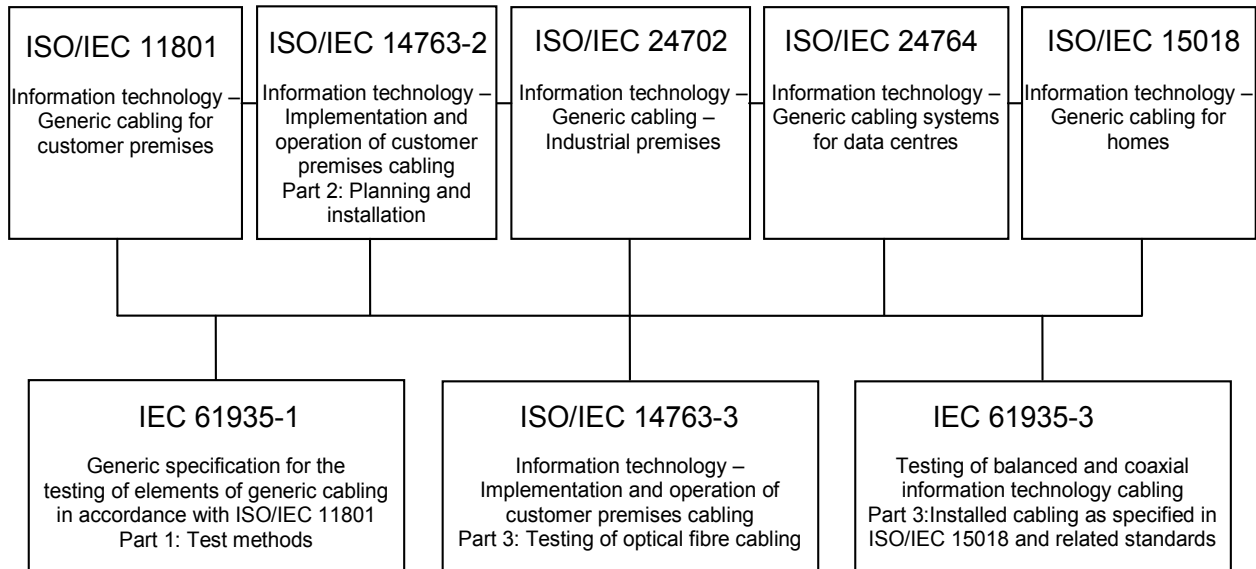 ISO/IEC 11801
Information technology –
Generic cabling for
customer premises
ISO/IEC 14763-2
Information technology –
Implementation and
operation of customer
premises cabling
Part 2: Planning and
installation
ISO/IEC 24702
Information technology –
Generic cabling –
Industrial premises
ISO/IEC 24764
Information technology –
Generic cabling systems
for data centres
ISO/IEC 15018
Information technology –
Generic cabling for
homes
IEC 61935-1
Generic specification for the
testing of elements of generic cabling
in accordance with ISO/IEC 11801
Part 1: Test methods
ISO/IEC 14763-3
Information technology –
Implementation and operation of
customer premises cabling
Part 3: Testing of optical fibre cabling
IEC 61935-3
Testing of balanced and coaxial
information technology cabling
Part 3:Installed cabling as specified in
ISO/IEC 15018 and related standards